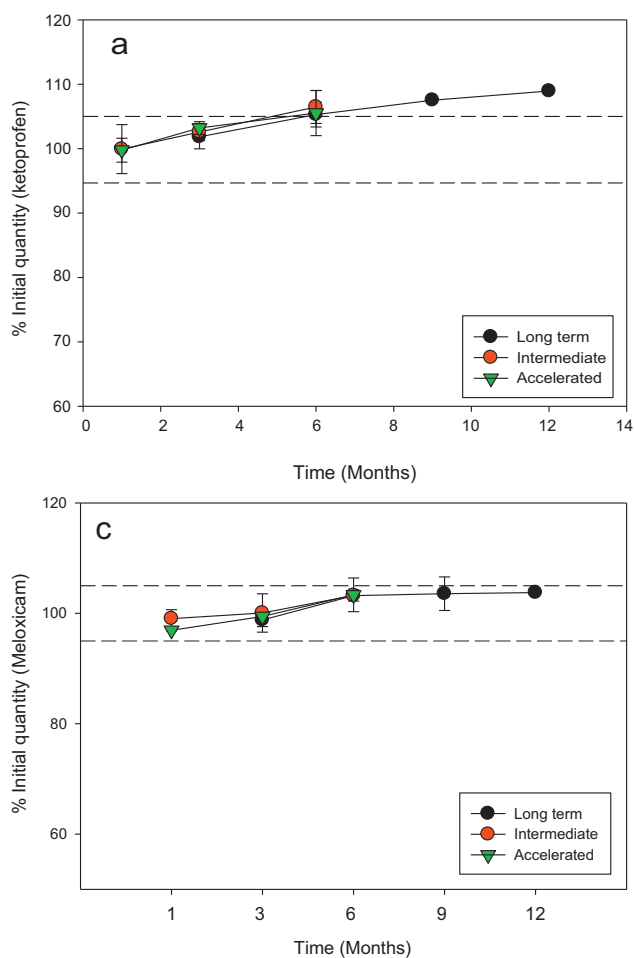 a
% Initial quantity (ketoprofen)
120
110
100
90
80
70
60
0 2 4 6 8 10 12 14
Time (Months)
Long term
Intermediate
Accelerated
c
% Initial quantity (Meloxicam)
120
100
80
60
1 3 6 9 12
Time (Months)
Long term
Intermediate
Accelerated